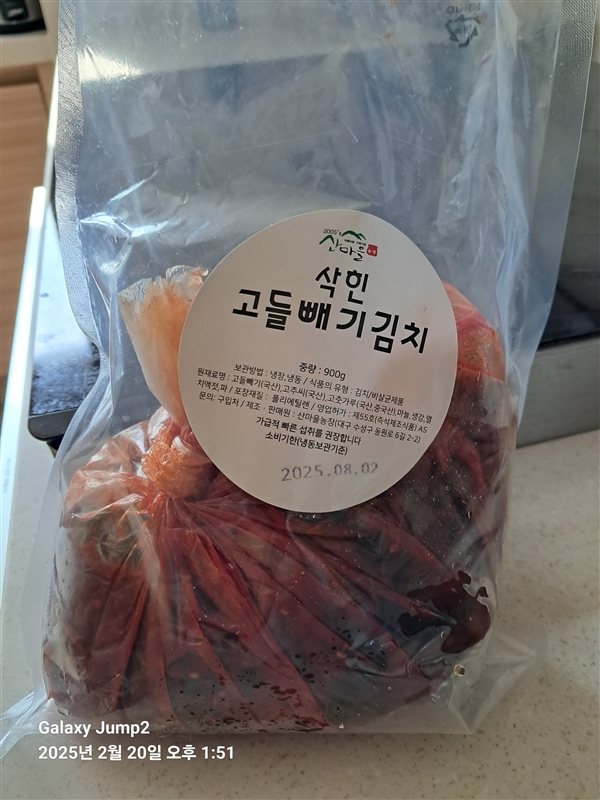 2005's
산마을
삭힌
고들빼기김치
중량 : 900g
보관방법 : 냉장,냉동 / 식품의 유형 : 김치/비살균제품
원재료명 : 고들빼기(국산),고추씨(국산),고춧가루(국산,중국산),마늘,생강,멸
치액젓,파 / 포장재질 : 폴리에틸렌 / 영업허가 : 제55호(즉석제조식품) AS
문의: 구입처 / 제조 · 판매원 : 산마을농장(대구 수성구 동원로 6길 2-2)
가급적 빠른 섭취를 권장합니다
소비기한(냉동보관기준)
2025.08.02
Galaxy Jump2
2025년 2월 20일 오후 1:51